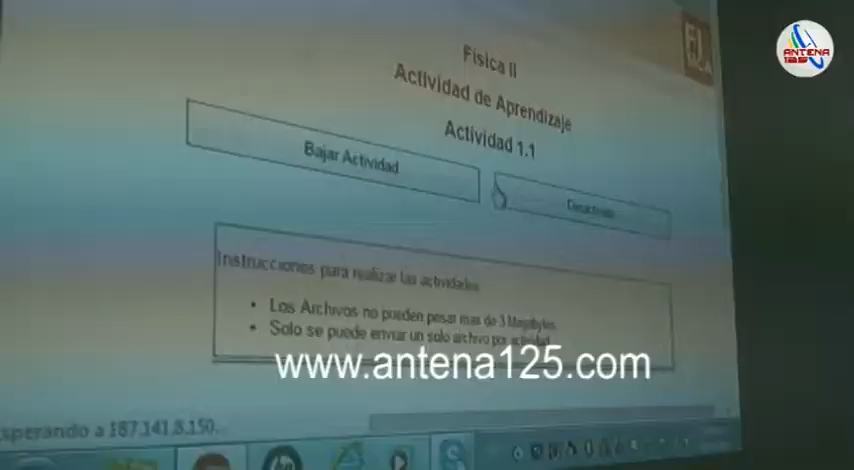 ANTENA
125
Física II
Actividad de Aprendizaje
Actividad 1.1
Bajar Actividad
Desactivado
Instrucciones para realizar las actividades
• Los Archivos no pueden pesar mas de 3 Megabytes
• Solo se puede enviar un solo archivo por actividad
www.antena125.com
sperando a 187.141.8.150...